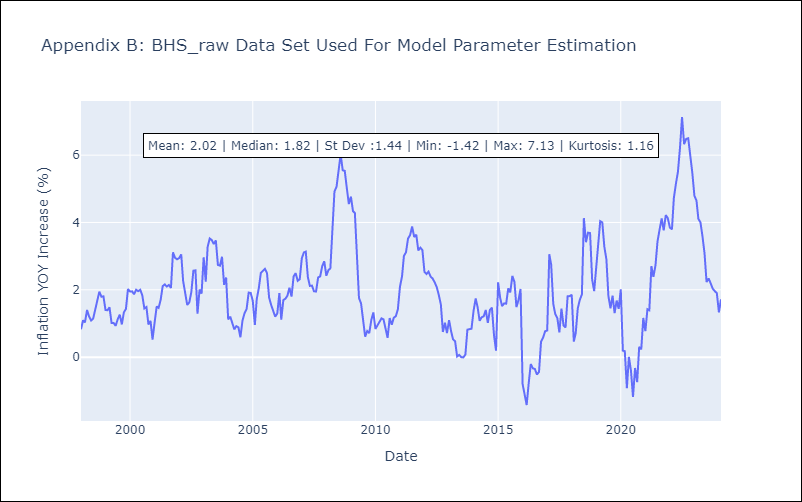 Appendix B: BHS_raw Data Set Used For Model Parameter Estimation
Mean: 2.02 | Median: 1.82 | St Dev :1.44 | Min: -1.42 | Max: 7.13 | Kurtosis: 1.16
Inflation YOY Increase (%)
6
4
2
0
2000
2005
2010
2015
2020
Date